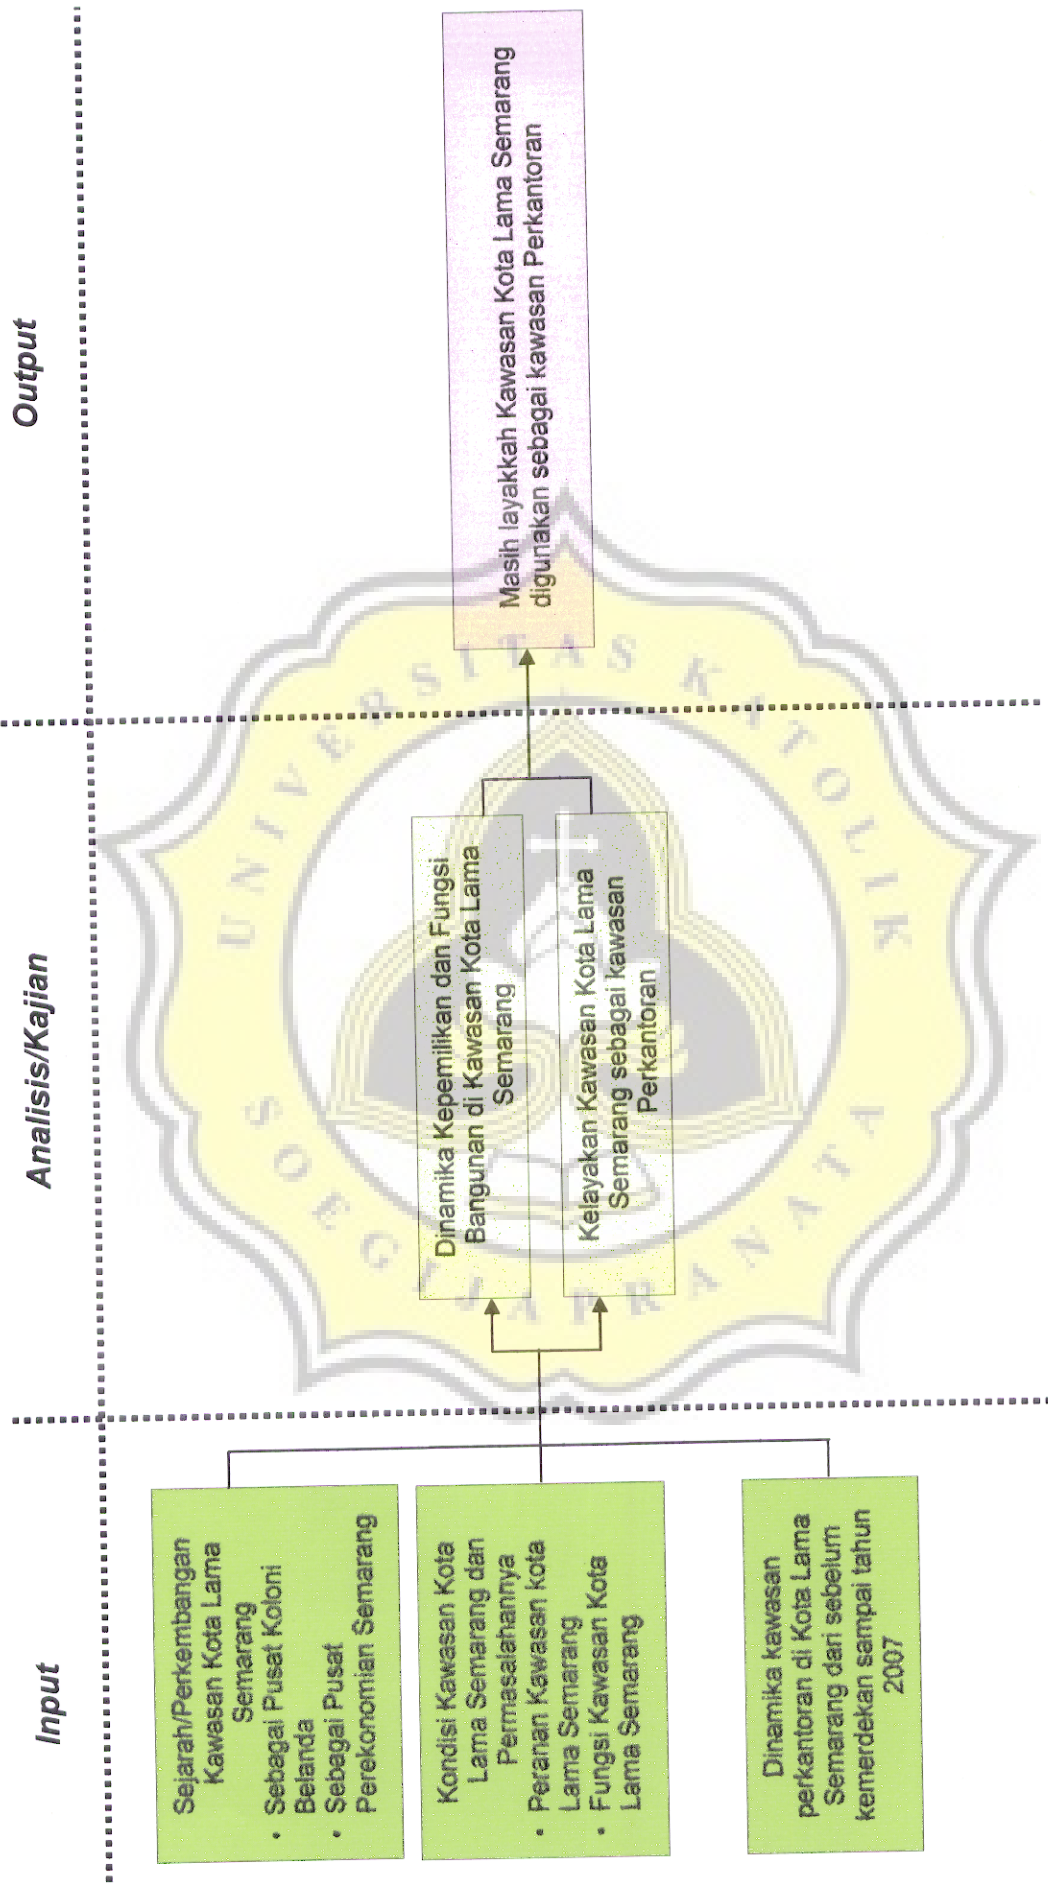 Input
Analisis/Kajian
Output
Sejarah/Perkembangan
Kawasan Kota Lama
Semarang
• Sebagai Pusat Koloni
Belanda
• Sebagai Pusat
Perekonomian Semarang
Kondisi Kawasan Kota
Lama Semarang dan
Permasalahannya
• Peranan Kawasan kota
Lama Semarang
• Fungsi Kawasan Kota
Lama Semarang
Dinamika kawasan
perkantoran di Kota Lama
Semarang dari sebelum
kemerdekan sampai tahun
2007
Dinamika Kepemilikan dan Fungsi
Bangunan di Kawasan Kota Lama
Semarang
Kelayakan Kawasan Kota Lama
Semarang sebagai kawasan
Perkantoran
Masih layakkah Kawasan Kota Lama Semarang
digunakan sebagai kawasan Perkantoran
UNIVERSITAS KATOLIK
SOEGIJAPRANATA